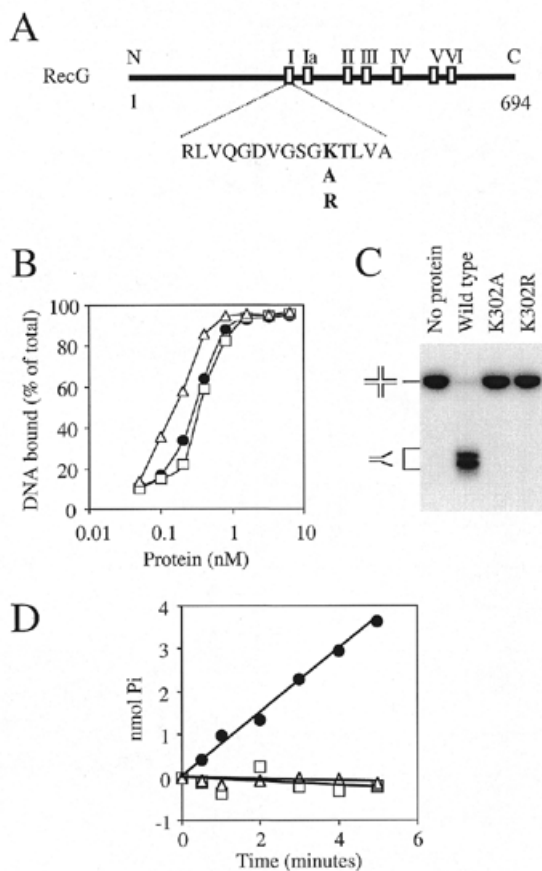 A
N I Ia II III IV V VI C
RecG
1 694
RLVQGDVGSGKTLVA
A
R
B
DNA bound (% of total)
100
80
60
40
20
0
0.01 0.1 1 10
Protein (nM)
C
No protein
Wild type
K302A
K302R
D
nmol Pi
4
3
2
1
0
-1
0 2 4 6
Time (minutes)